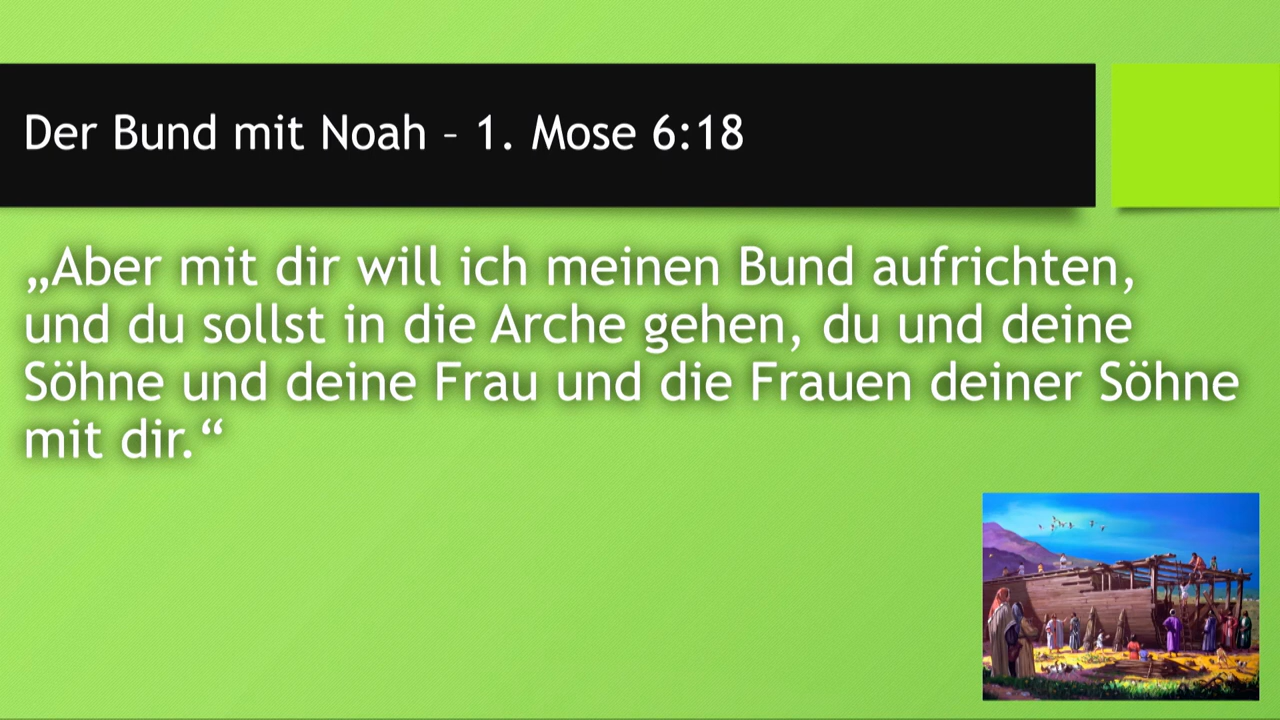 Der Bund mit Noah – 1. Mose 6:18
„Aber mit dir will ich meinen Bund aufrichten,
und du sollst in die Arche gehen, du und deine
Söhne und deine Frau und die Frauen deiner Söhne
mit dir.“